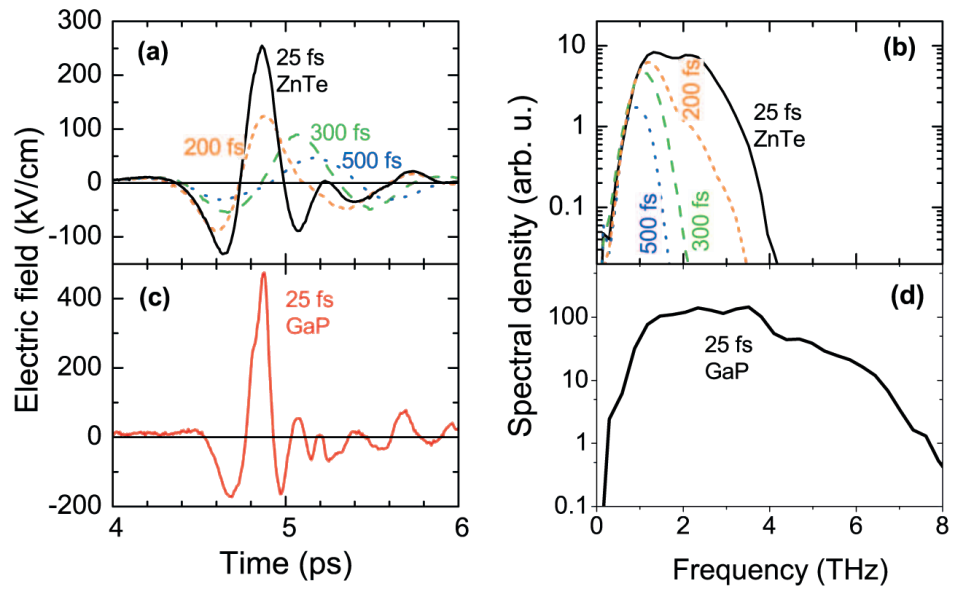 300
(a)
25 fs
ZnTe
200
100
200 fs
300 fs
500 fs
0
-100
Electric field (kV/cm)
(c)
25 fs
GaP
400
200
0
-200
4
5
6
Time (ps)
10
(b)
200 fs
25 fs
ZnTe
1
0.1
500 fs
300 fs
Spectral density (arb. u.)
(d)
100
25 fs
GaP
10
1
0.1
0
2
4
6
8
Frequency (THz)